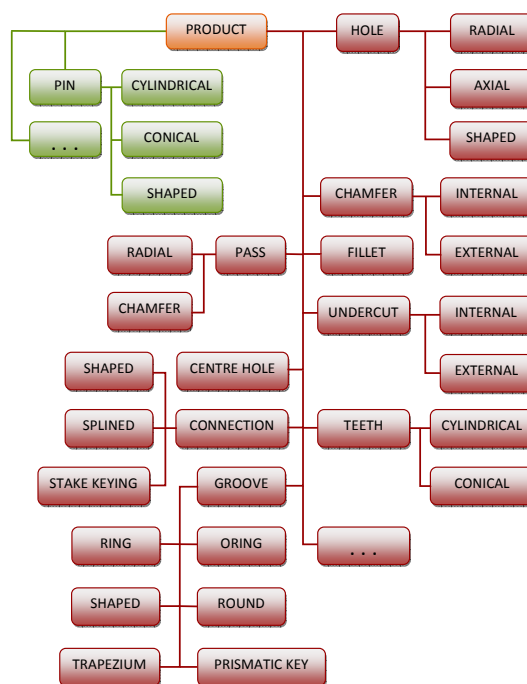 PRODUCT
HOLE
RADIAL
PIN
CYLINDRICAL
AXIAL
. . .
CONICAL
SHAPED
SHAPED
CHAMFER
INTERNAL
RADIAL
PASS
FILLET
EXTERNAL
CHAMFER
UNDERCUT
INTERNAL
SHAPED
CENTRE HOLE
EXTERNAL
SPLINED
CONNECTION
TEETH
CYLINDRICAL
STAKE KEYING
GROOVE
CONICAL
RING
ORING
. . .
SHAPED
ROUND
TRAPEZIUM
PRISMATIC KEY